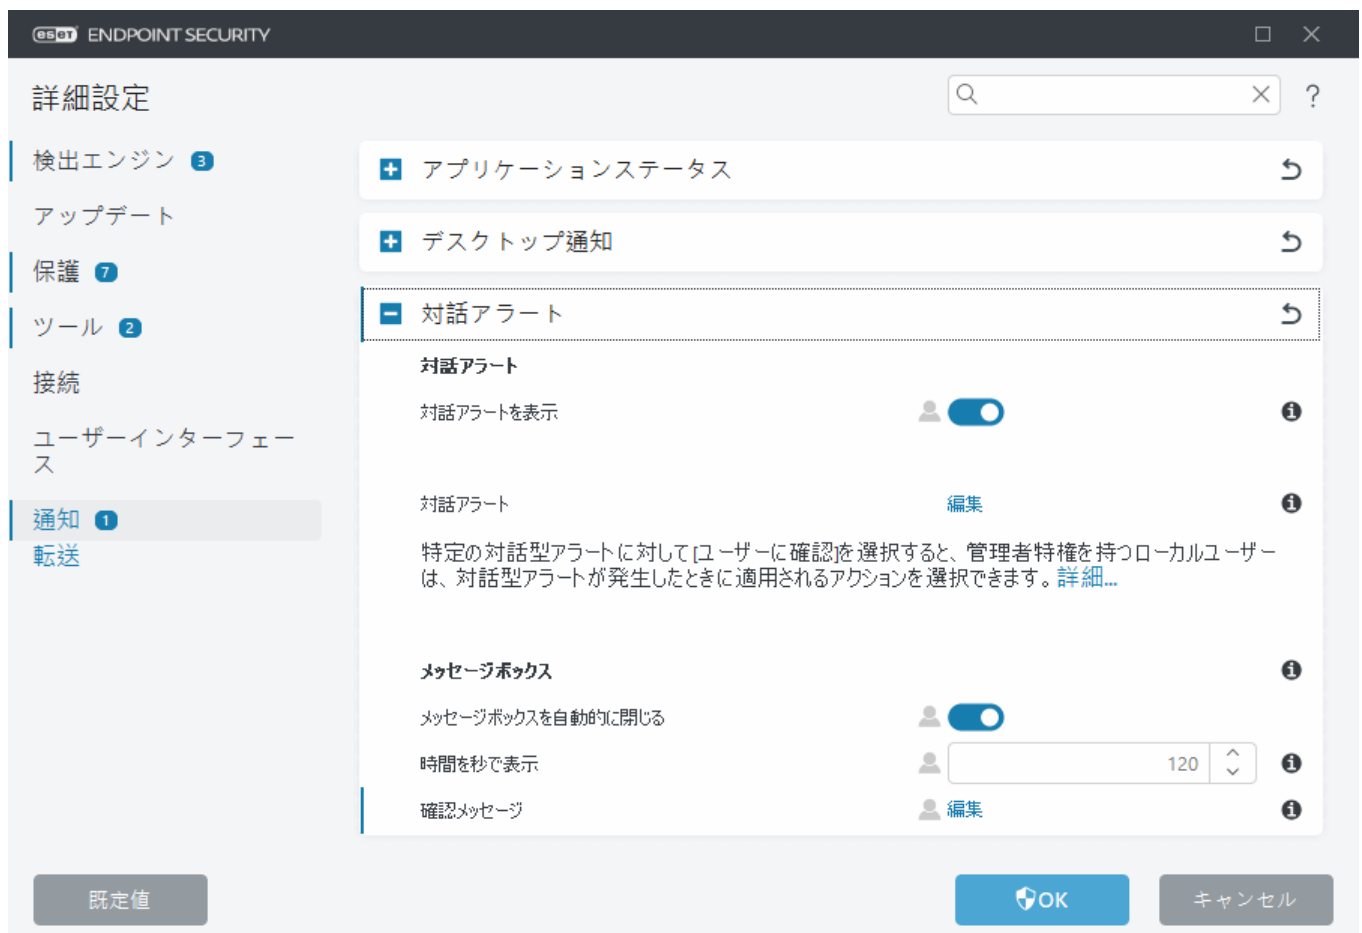 eset ENDPOINT SECURITY
詳細設定
?
検出エンジン 3
アップデート
保護 7
ツール 2
接続
ユーザーインターフェー
ス
通知 1
転送
アプリケーションステータス
デスクトップ通知
対話アラート
対話アラート
対話アラートを表示
対話アラート 編集
特定の対話型アラートに対して[ユーザーに確認]を選択すると、管理者特権を持つローカルユーザー
は、対話型アラートが発生したときに適用されるアクションを選択できます。詳細...
メッセージボックス
メッセージボックスを自動的に閉じる
時間を秒で表示 120
確認メッセージ 編集
既定値
OK
キャンセル